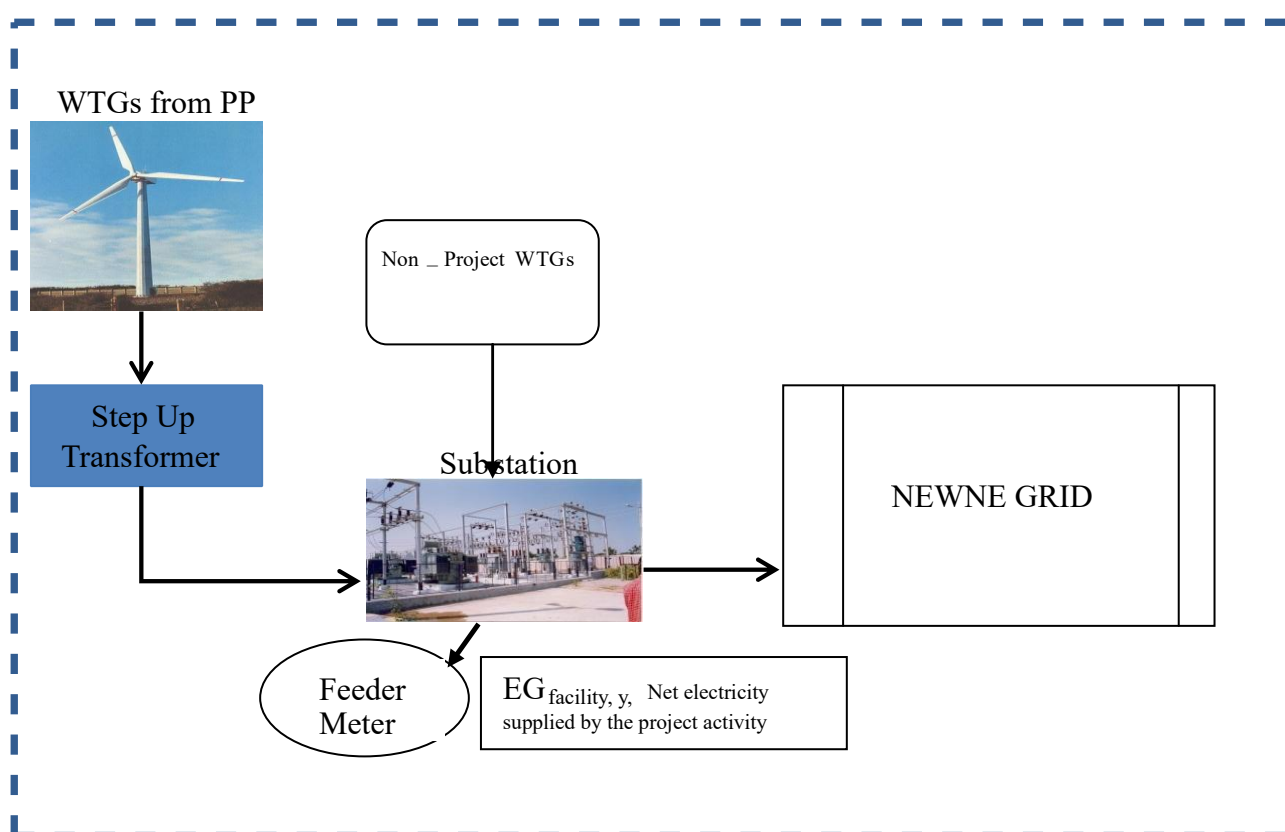 WTGs from PP
Non _ Project WTGs
Step Up
Transformer
Substation
NEWNE GRID
Feeder
Meter
EG facility, y, Net electricity
supplied by the project activity